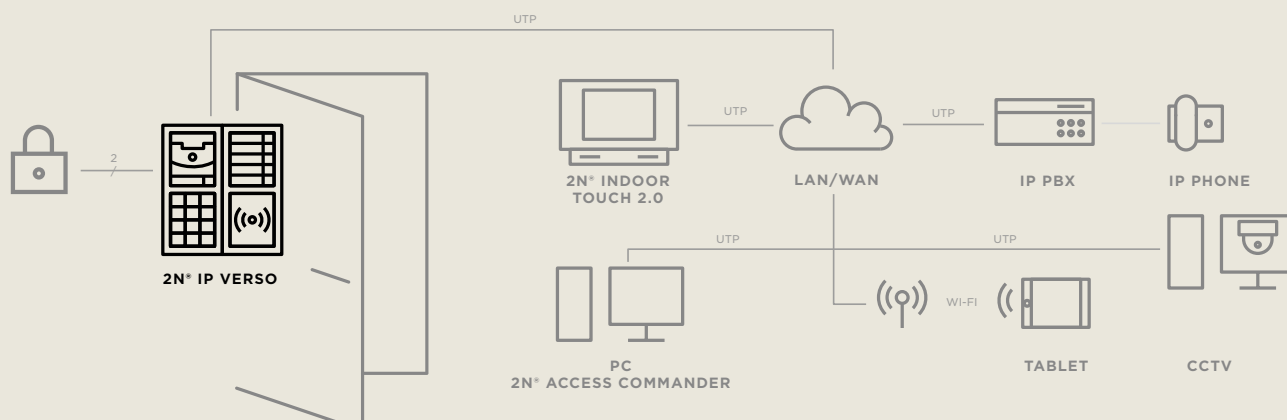 UTP
2
2N® IP VERSO
UTP
UTP
2N® INDOOR
TOUCH 2.0
LAN/WAN
IP PBX
IP PHONE
UTP
UTP
WI-FI
PC
2N® ACCESS COMMANDER
TABLET
CCTV